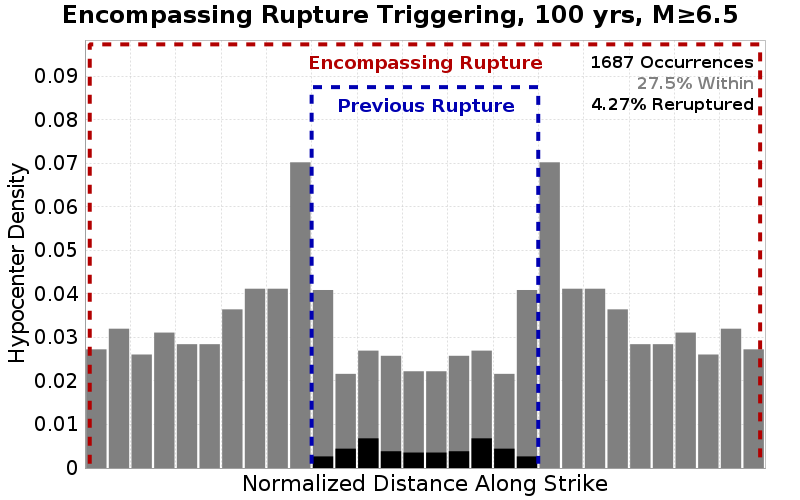 Encompassing Rupture Triggering, 100 yrs, M≥6.5
Encompassing Rupture
1687 Occurrences
27.5% Within
Previous Rupture
4.27% Reruptured
Hypocenter Density
0.09
0.08
0.07
0.06
0.05
0.04
0.03
0.02
0.01
0
Normalized Distance Along Strike